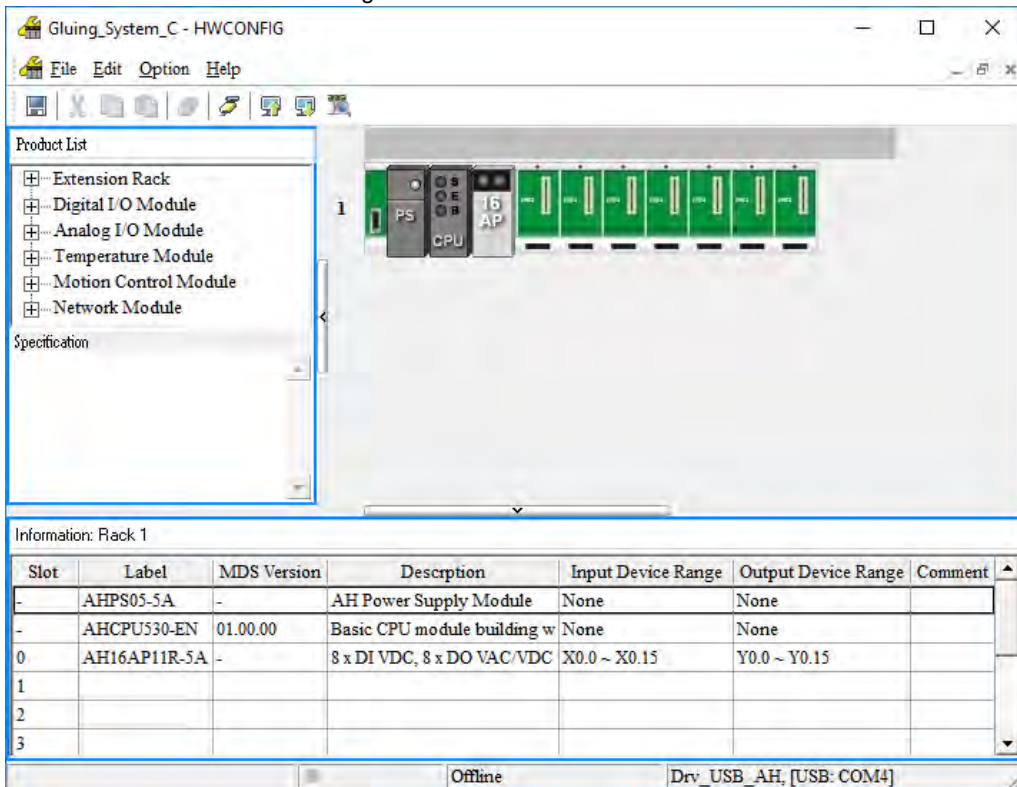 Gluing_System_C - HWCONFIG
File Edit Option Help
Product List
Extension Rack
Digital I/O Module
Analog I/O Module
Temperature Module
Motion Control Module
Network Module
Specification
1
PS
S
E
B
CPU
16
AP
Information: Rack 1
Slot Label MDS Version Descrption Input Device Range Output Device Range Comment
- AHPS05-5A - AH Power Supply Module None None
- AHCPU530-EN 01.00.00 Basic CPU module building w None None
0 AH16AP11R-5A - 8 x DI VDC, 8 x DO VAC/VDC X0.0 ~ X0.15 Y0.0 ~ Y0.15
1
2
3
Offline Drv_USB_AH, [USB: COM4]